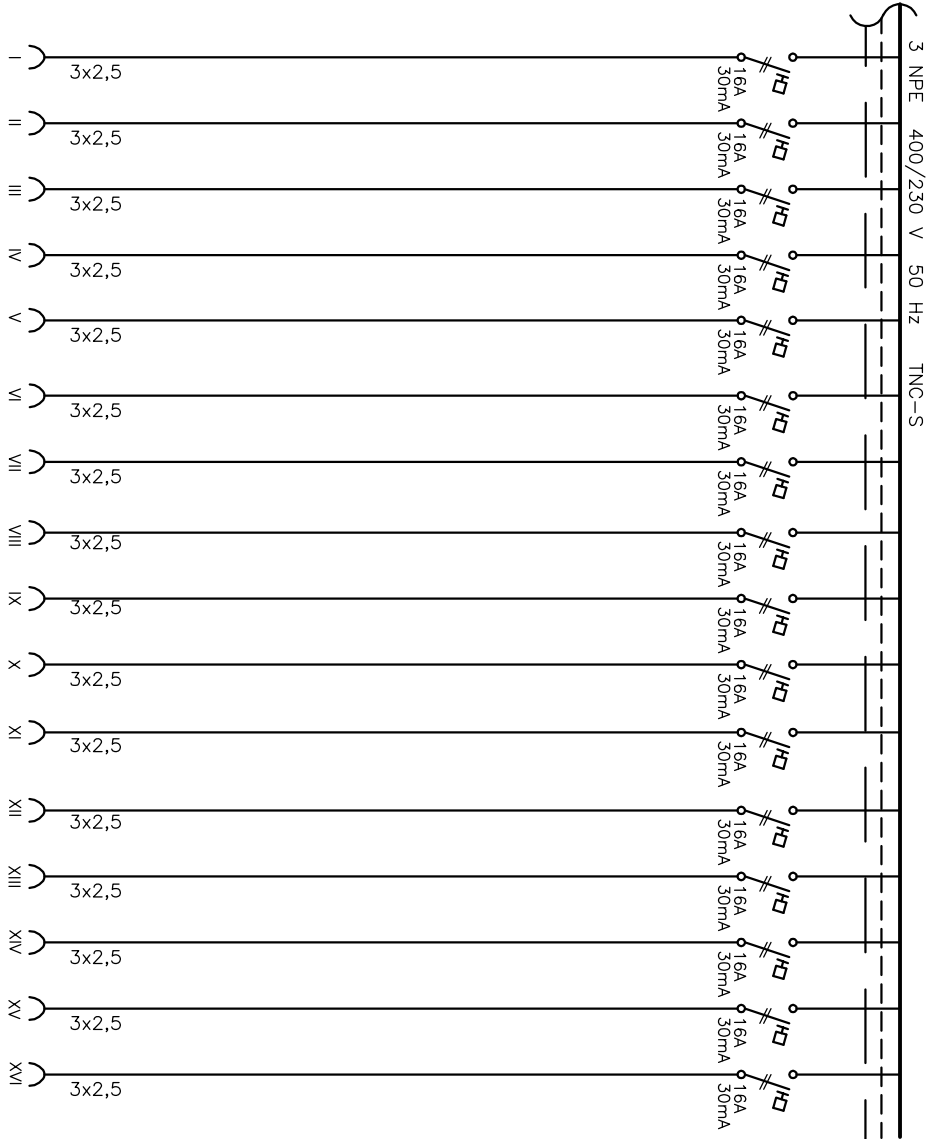 3 NPE 400/230 V 50 Hz TNC-S
I
3x2,5
16A
30mA
II
3x2,5
16A
30mA
III
3x2,5
16A
30mA
IV
3x2,5
16A
30mA
V
3x2,5
16A
30mA
VI
3x2,5
16A
30mA
VII
3x2,5
16A
30mA
VIII
3x2,5
16A
30mA
IX
3x2,5
16A
30mA
X
3x2,5
16A
30mA
XI
3x2,5
16A
30mA
XII
3x2,5
16A
30mA
XIII
3x2,5
16A
30mA
XIV
3x2,5
16A
30mA
XV
3x2,5
16A
30mA
XVI
3x2,5
16A
30mA